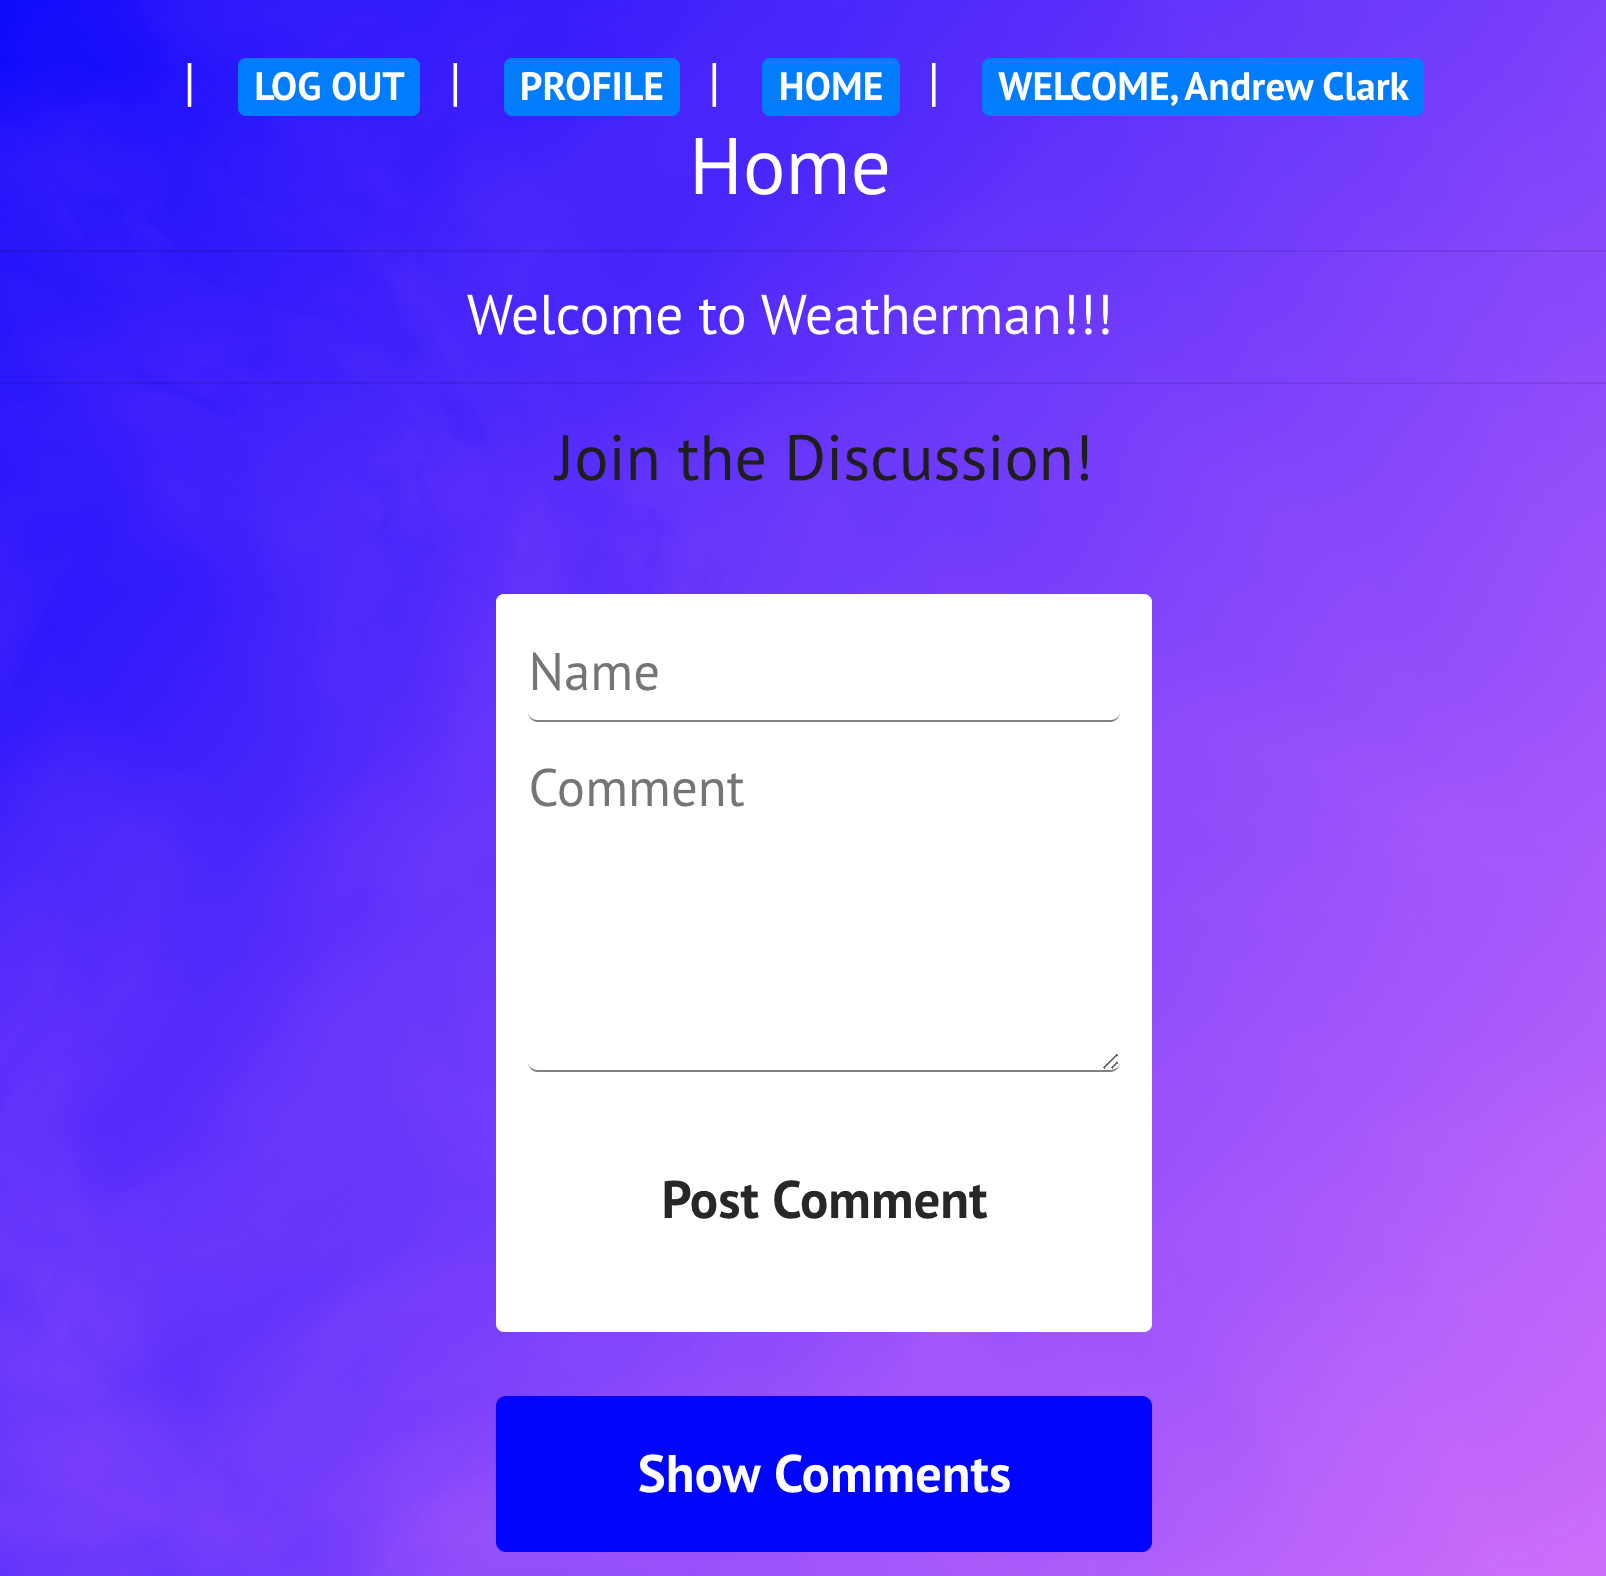 | LOG OUT | PROFILE | HOME | WELCOME, Andrew Clark
Home
Welcome to Weatherman!!!
Join the Discussion!
Name
Comment
Post Comment
Show Comments